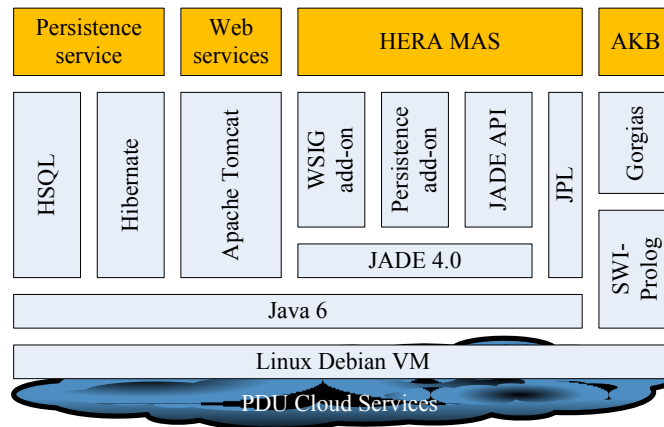 Persistence
service
Web
services
HERA MAS
AKB
HSQL
Hibernate
Apache Tomcat
WSIG
add-on
Persistence
add-on
JADE API
JPL
Gorgias
JADE 4.0
SWI-
Prolog
Java 6
Linux Debian VM
PDU Cloud Services